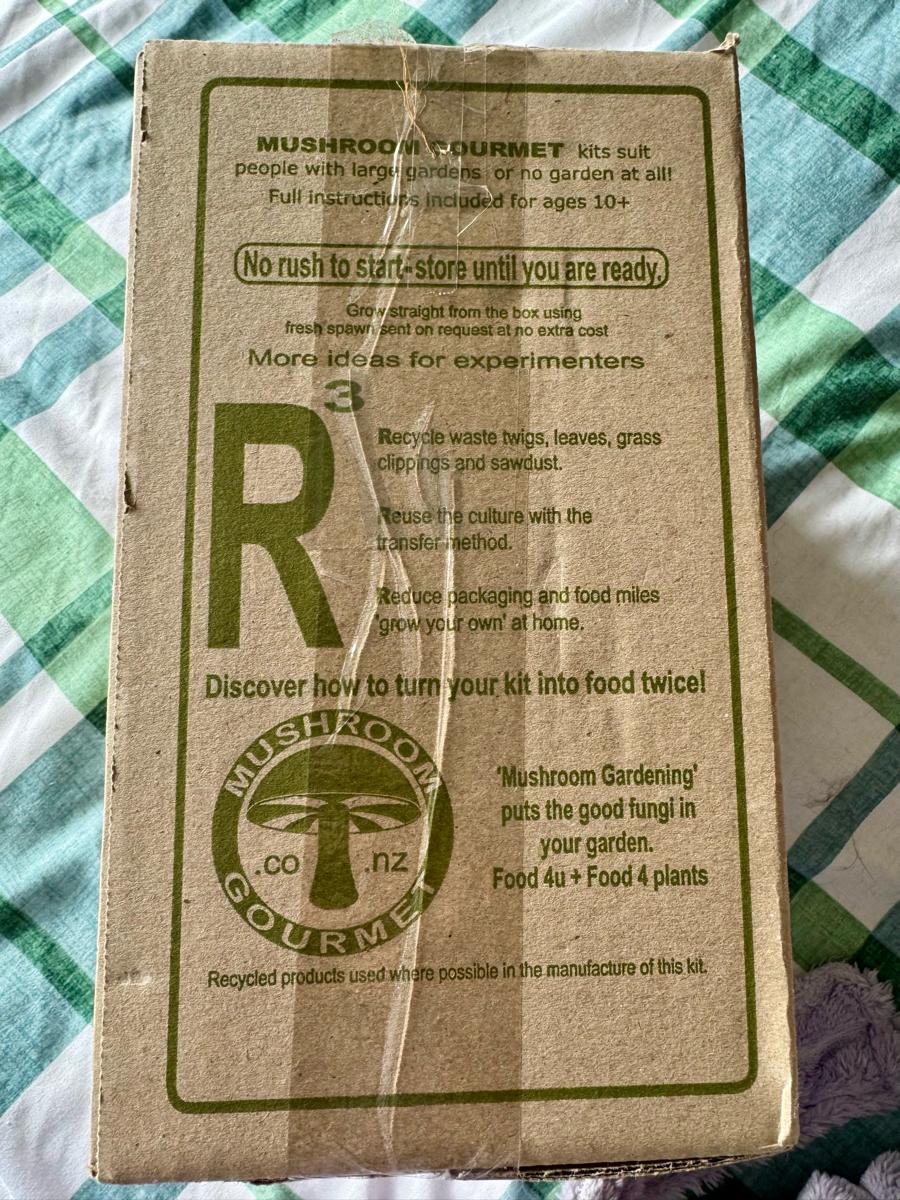 MUSHROOM GOURMET kits suit
people with large gardens or no garden at all!
Full instructions included for ages 10+
No rush to start- store until you are ready.
Grow straight from the box using
fresh spawn sent on request at no extra cost
More ideas for experimenters
R³
Recycle waste twigs, leaves, grass
clippings and sawdust.
Reuse the culture with the
transfer method.
Reduce packaging and food miles
'grow your own' at home.
Discover how to turn your kit into food twice!
MUSHROOM
.co .nz
GOURMET
'Mushroom Gardening'
puts the good fungi in
your garden.
Food 4u + Food 4 plants
Recycled products used where possible in the manufacture of this kit.